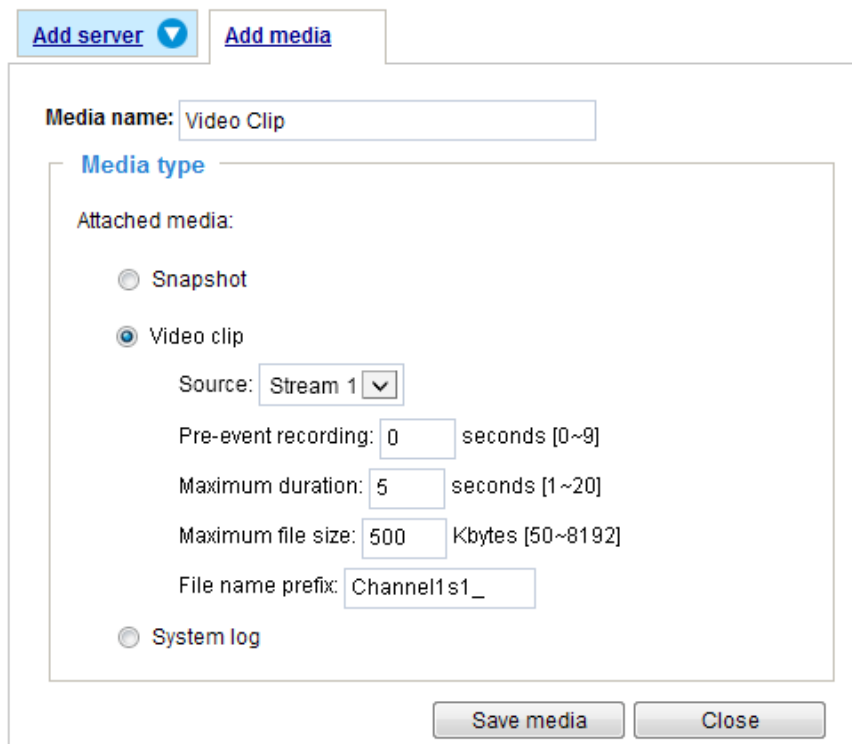 Add server Add media
Media name: Video Clip
Media type
Attached media:
Snapshot
Video clip
Source: Stream 1
Pre-event recording: 0 seconds [0~9]
Maximum duration: 5 seconds [1~20]
Maximum file size: 500 Kbytes [50~8192]
File name prefix: Channel1s1_
System log
Save media Close